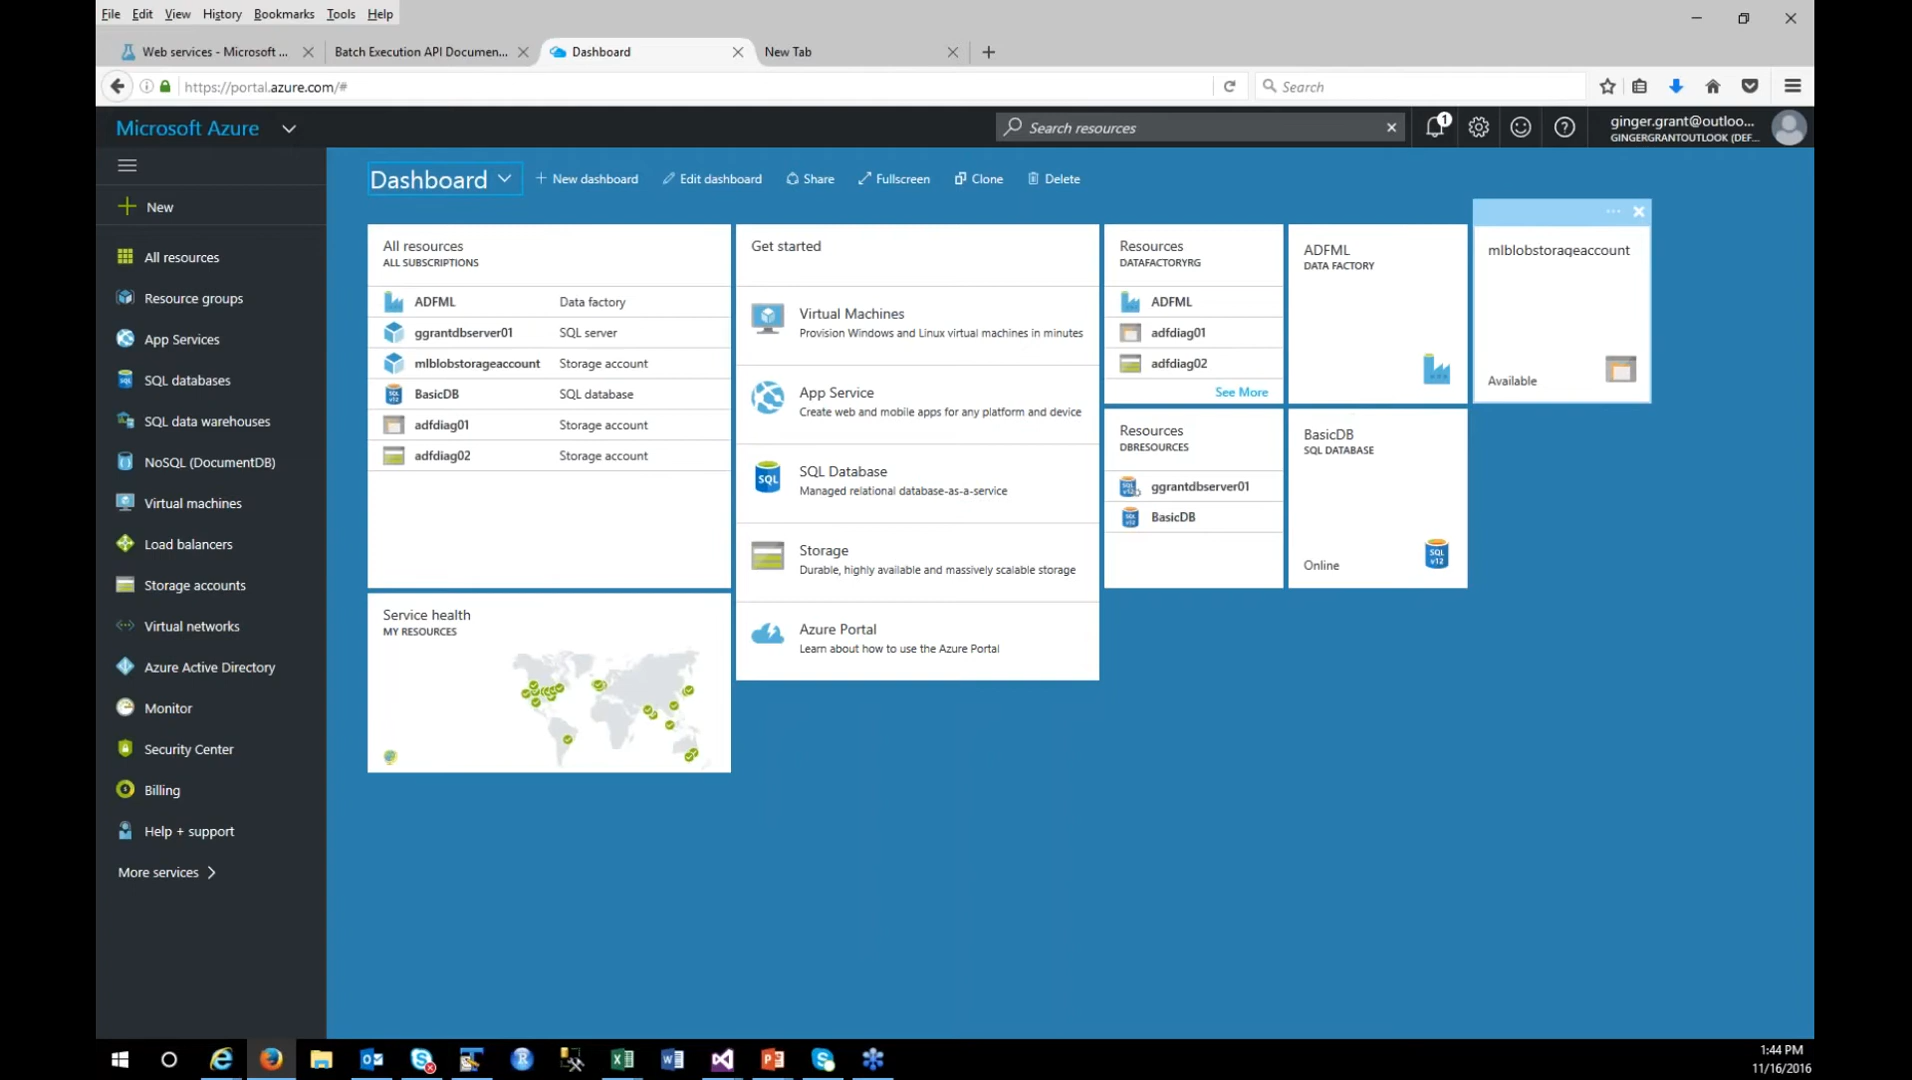 File Edit View History Bookmarks Tools Help
Web services - Microsoft ...
Batch Execution API Documen...
Dashboard
New Tab
https://portal.azure.com/#
Search
Microsoft Azure
Search resources
1
ginger.grant@outloo...
GINGERGRANTOUTLOOK (DEF...
New
All resources
Resource groups
App Services
SQL databases
SQL data warehouses
NoSQL (DocumentDB)
Virtual machines
Load balancers
Storage accounts
Virtual networks
Azure Active Directory
Monitor
Security Center
Billing
Help + support
More services
Dashboard
New dashboard
Edit dashboard
Share
Fullscreen
Clone
Delete
All resources
ALL SUBSCRIPTIONS
ADFML Data factory
ggrantdbserver01 SQL server
mlblobstorageaccount Storage account
BasicDB SQL database
adfdiag01 Storage account
adfdiag02 Storage account
Service health
MY RESOURCES
Get started
Virtual Machines
Provision Windows and Linux virtual machines in minutes
App Service
Create web and mobile apps for any platform and device
SQL
SQL Database
Managed relational database-as-a-service
Storage
Durable, highly available and massively scalable storage
Azure Portal
Learn about how to use the Azure Portal
Resources
DATAFACTORYRG
ADFML
adfdiag01
adfdiag02
See More
Resources
DBRESOURCES
ggrantdbserver01
BasicDB
ADFML
DATA FACTORY
BasicDB
SQL DATABASE
Online
SQL
v12
mlblobstorageaccount
Available
1:44 PM
11/16/2016